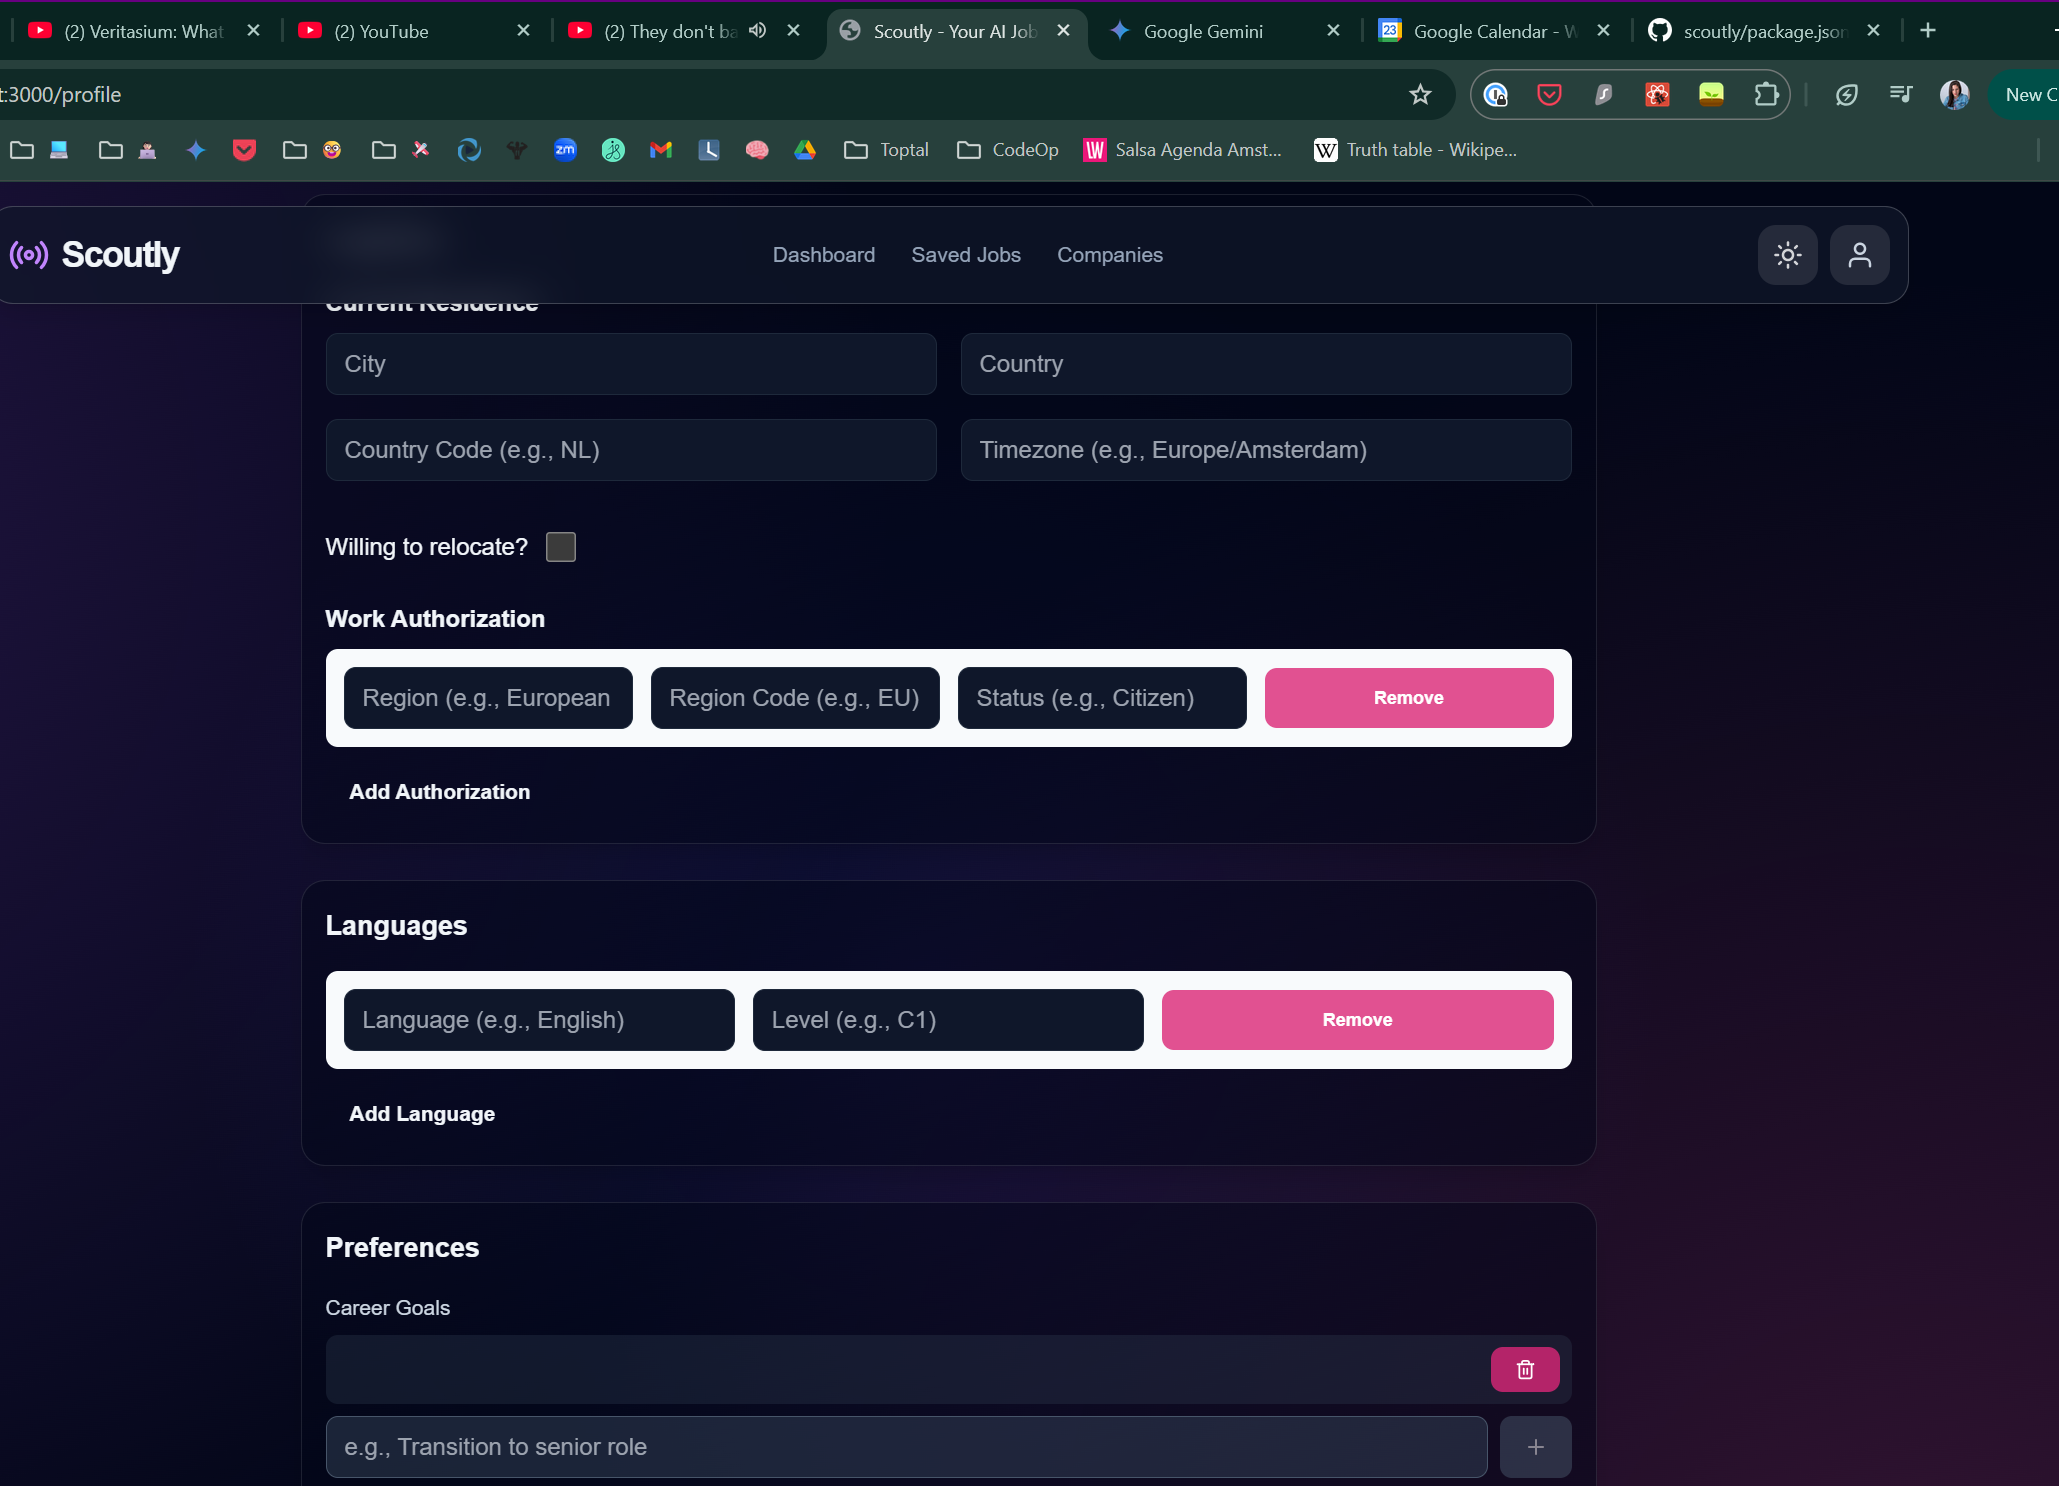 (2) Veritasium: What
(2) YouTube
(2) They don't ba
Scoutly - Your AI Job
Google Gemini
23
Google Calendar - W
scoutly/package.json
t:3000/profile
New C
zm
Toptal
CodeOp
Salsa Agenda Amst...
W
Truth table - Wikipe...
Scoutly
Dashboard
Saved Jobs
Companies
Current Residence
City
Country
Country Code (e.g., NL)
Timezone (e.g., Europe/Amsterdam)
Willing to relocate?
Work Authorization
Region (e.g., European
Region Code (e.g., EU)
Status (e.g., Citizen)
Remove
Add Authorization
Languages
Language (e.g., English)
Level (e.g., C1)
Remove
Add Language
Preferences
Career Goals
e.g., Transition to senior role